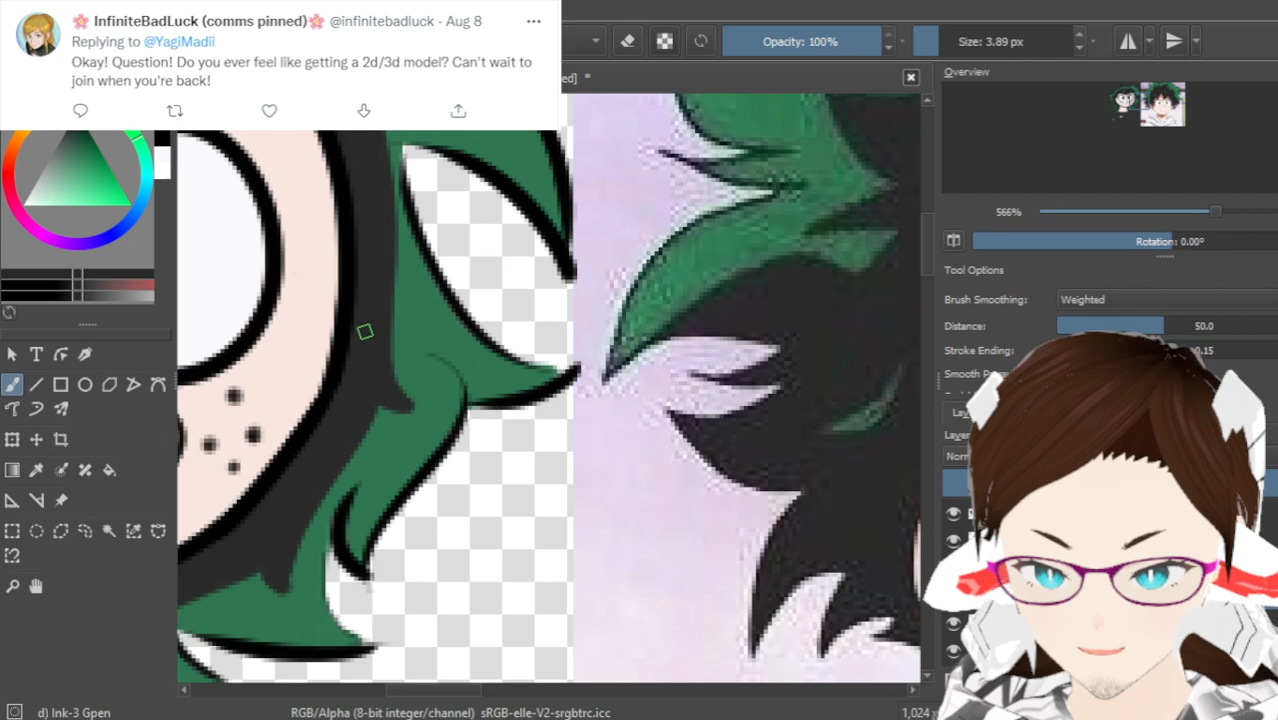 🌸 InfiniteBadLuck (comms pinned)🌸 @infinitebadluck · Aug 8
Replying to @YagiMadii
Okay! Question! Do you ever feel like getting a 2d/3d model? Can't wait to
join when you're back!
Opacity: 100%
Size: 3.89 px
ed] *
Overview
566%
Rotation: 0.00°
Tool Options
Brush Smoothing: Weighted
Distance: 50.0
Stroke Ending: 0.15
Smooth
Lay
Laye
Norm
d) Ink-3 Gpen
RGB/Alpha (8-bit integer/channel) sRGB-elle-V2-srgbtrc.icc
1,024